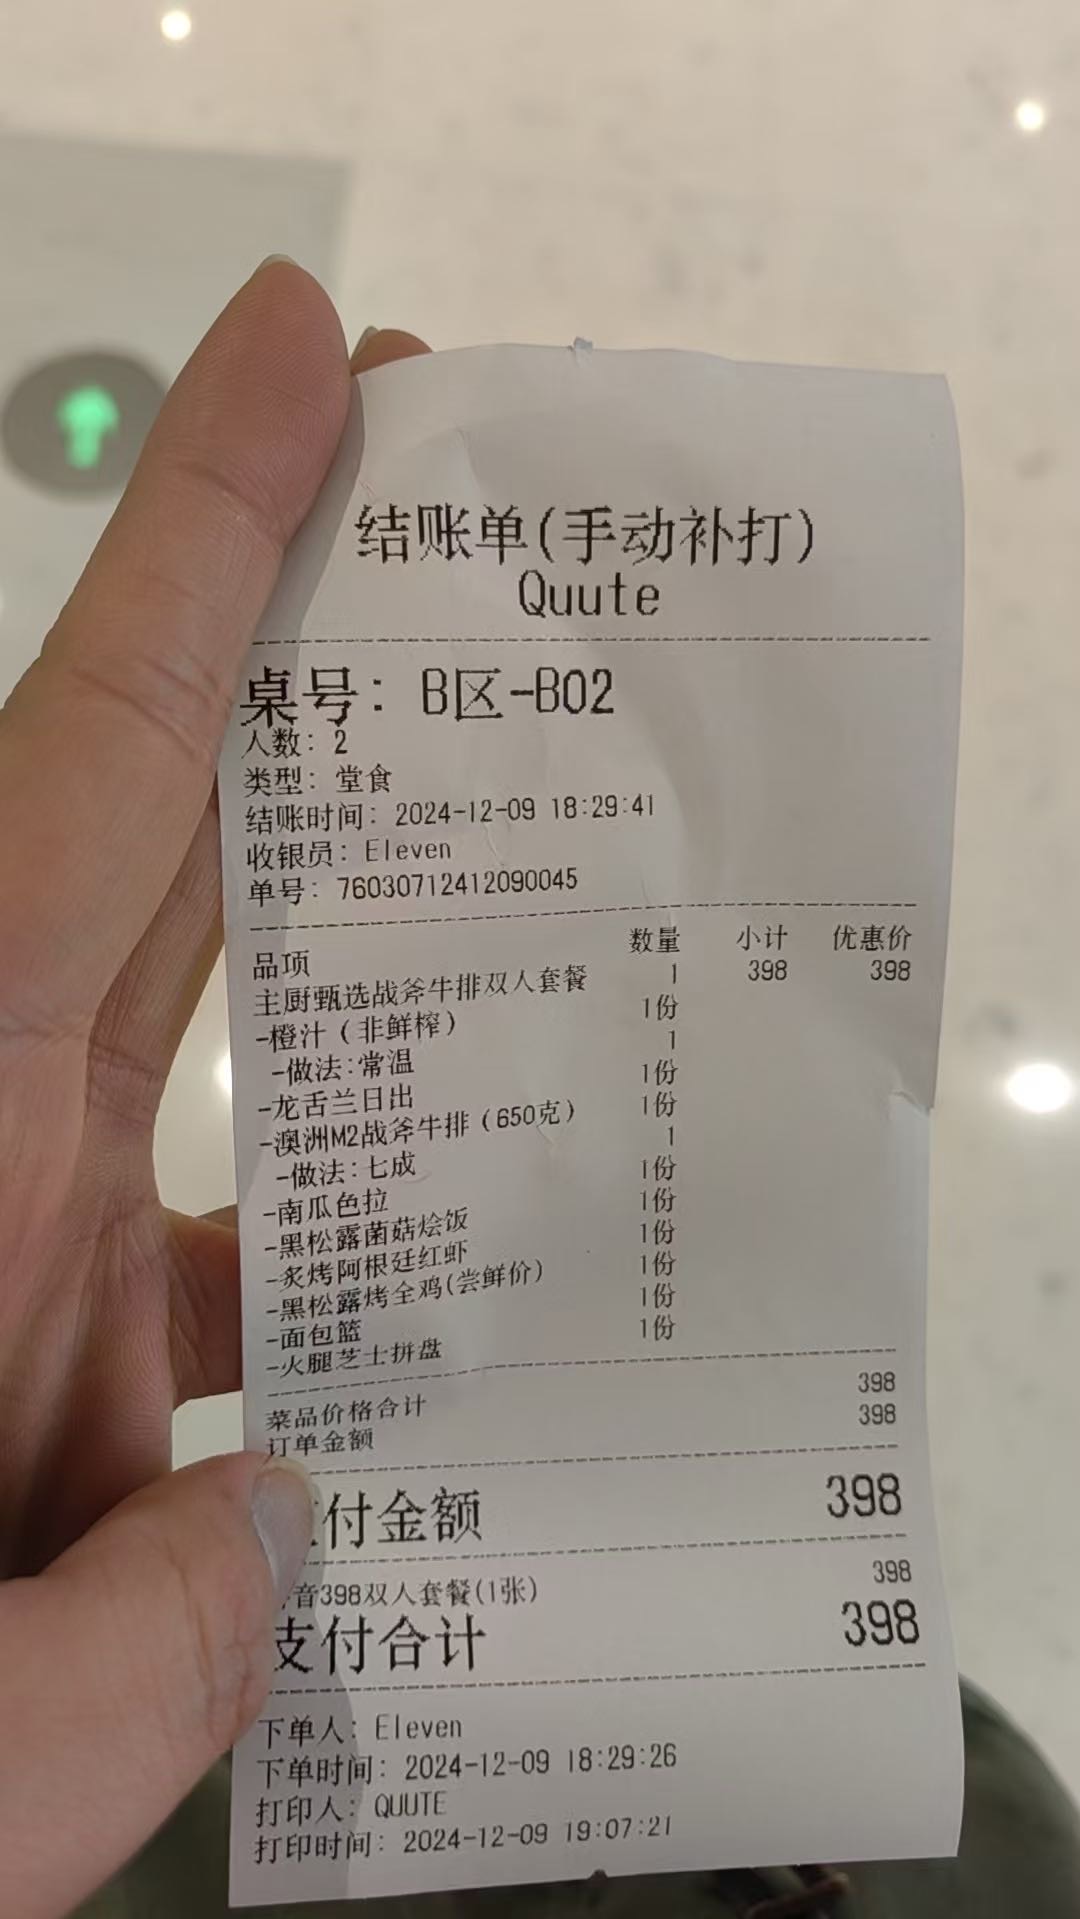 结账单(手动补打)
Quute
桌号: B区-B02
人数: 2
类型: 堂食
结账时间: 2024-12-09 18:29:41
收银员: Eleven
单号: 76030712412090045
品项 数量 小计 优惠价
主厨甄选战斧牛排双人套餐 1 398 398
-橙汁(非鲜榨) 1份
-做法:常温 1
-龙舌兰日出 1份
-澳洲M2战斧牛排(650克) 1份
-做法:七成 1
-南瓜色拉 1份
-黑松露菌菇烩饭 1份
-炙烤阿根廷红虾 1份
-黑松露烤全鸡(尝鲜价) 1份
-面包篮 1份
-火腿芝士拼盘 1份
菜品价格合计 398
订单金额 398
付金额 398
音398双人套餐(1张) 398
支付合计 398
下单人: Eleven
下单时间: 2024-12-09 18:29:26
打印人: QUUTE
打印时间: 2024-12-09 19:07:21